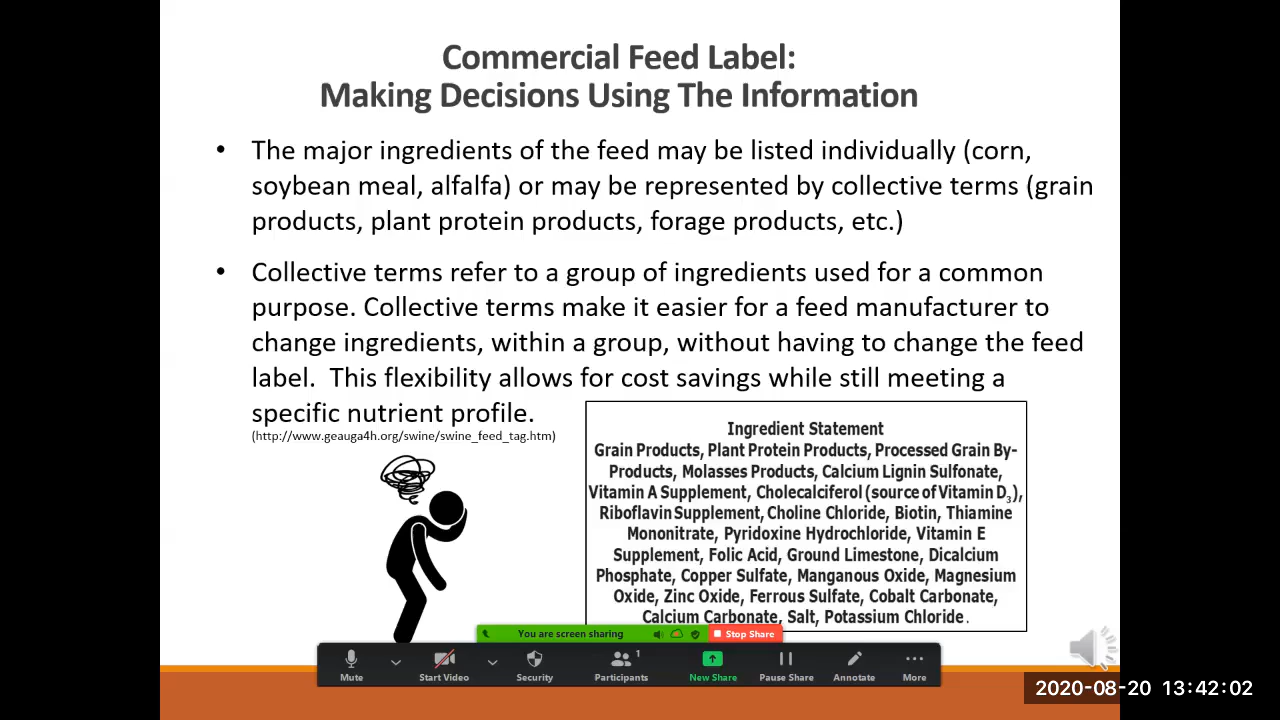 Commercial Feed Label:
Making Decisions Using The Information
• The major ingredients of the feed may be listed individually (corn,
soybean meal, alfalfa) or may be represented by collective terms (grain
products, plant protein products, forage products, etc.)
• Collective terms refer to a group of ingredients used for a common
purpose. Collective terms make it easier for a feed manufacturer to
change ingredients, within a group, without having to change the feed
label.  This flexibility allows for cost savings while still meeting a
specific nutrient profile.
(http://www.geauga4h.org/swine/swine_feed_tag.htm)
Ingredient Statement
Grain Products, Plant Protein Products, Processed Grain By-
Products, Molasses Products, Calcium Lignin Sulfonate,
Vitamin A Supplement, Cholecalciferol (source of Vitamin D3),
Riboflavin Supplement, Choline Chloride, Biotin, Thiamine
Mononitrate, Pyridoxine Hydrochloride, Vitamin E
Supplement, Folic Acid, Ground Limestone, Dicalcium
Phosphate, Copper Sulfate, Manganous Oxide, Magnesium
Oxide, Zinc Oxide, Ferrous Sulfate, Cobalt Carbonate,
Calcium Carbonate, Salt, Potassium Chloride.
You are screen sharing
Stop Share
1
Mute
Start Video
Security
Participants
New Share
Pause Share
Annotate
More
2020-08-20 13:42:02